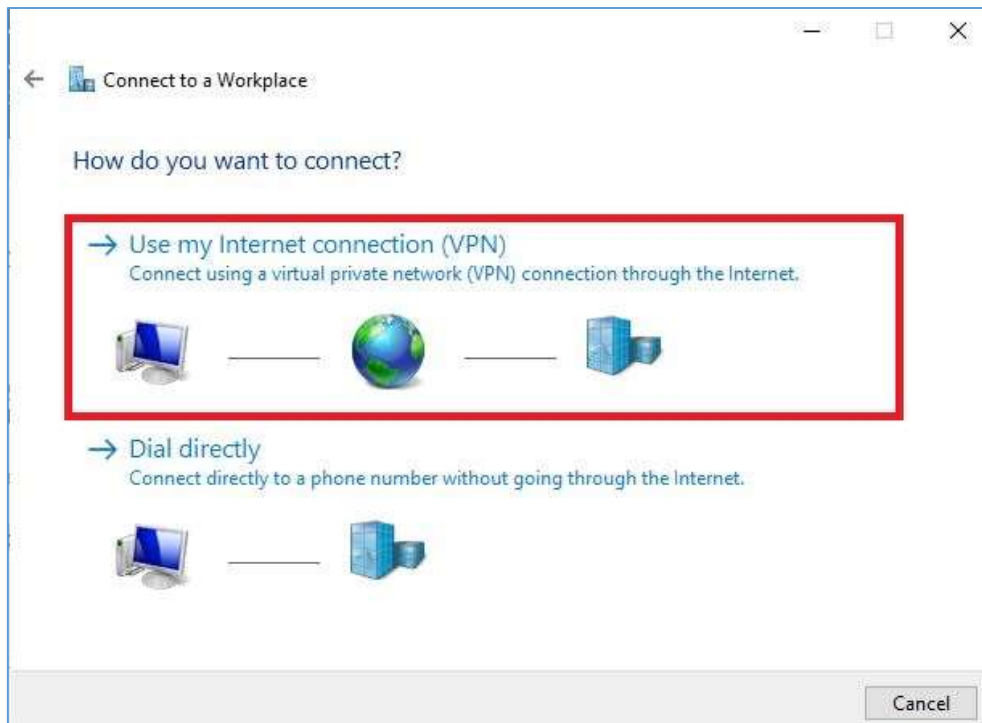 Connect to a Workplace
How do you want to connect?
Use my Internet connection (VPN)
Connect using a virtual private network (VPN) connection through the Internet.
Dial directly
Connect directly to a phone number without going through the Internet.
Cancel